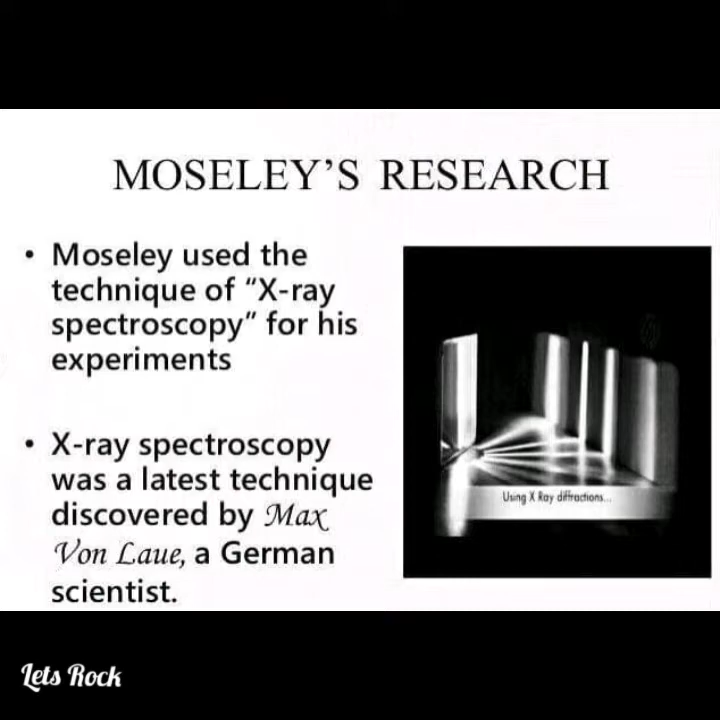 MOSELEY’S RESEARCH
• Moseley used the
technique of “X-ray
spectroscopy” for his
experiments
• X-ray spectroscopy
was a latest technique
discovered by Max
Von Laue, a German
scientist.
Using X Ray diffractions...
Lets Rock